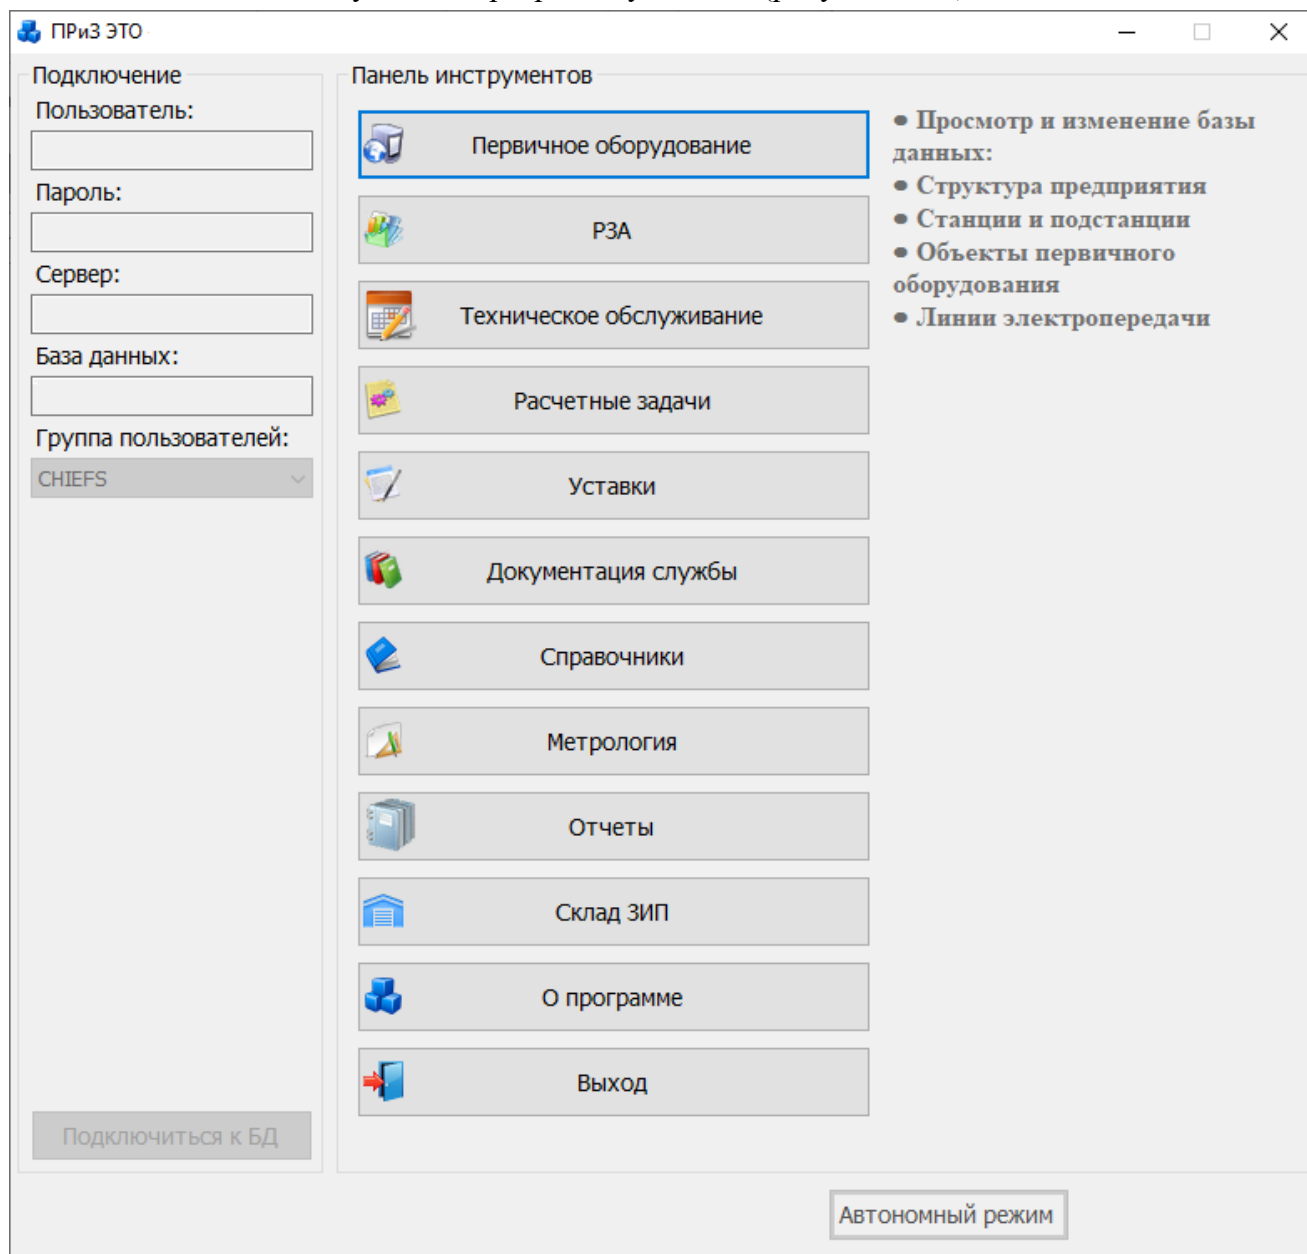 ПРиЗ ЭТО
Подключение
Пользователь:
Пароль:
Сервер:
База данных:
Группа пользователей:
CHIEFS
Подключиться к БД
Панель инструментов
Первичное оборудование
РЗА
Техническое обслуживание
Расчетные задачи
Уставки
Документация службы
Справочники
Метрология
Отчеты
Склад ЗИП
О программе
Выход
● Просмотр и изменение базы
данных:
● Структура предприятия
● Станции и подстанции
● Объекты первичного
оборудования
● Линии электропередачи
Автономный режим